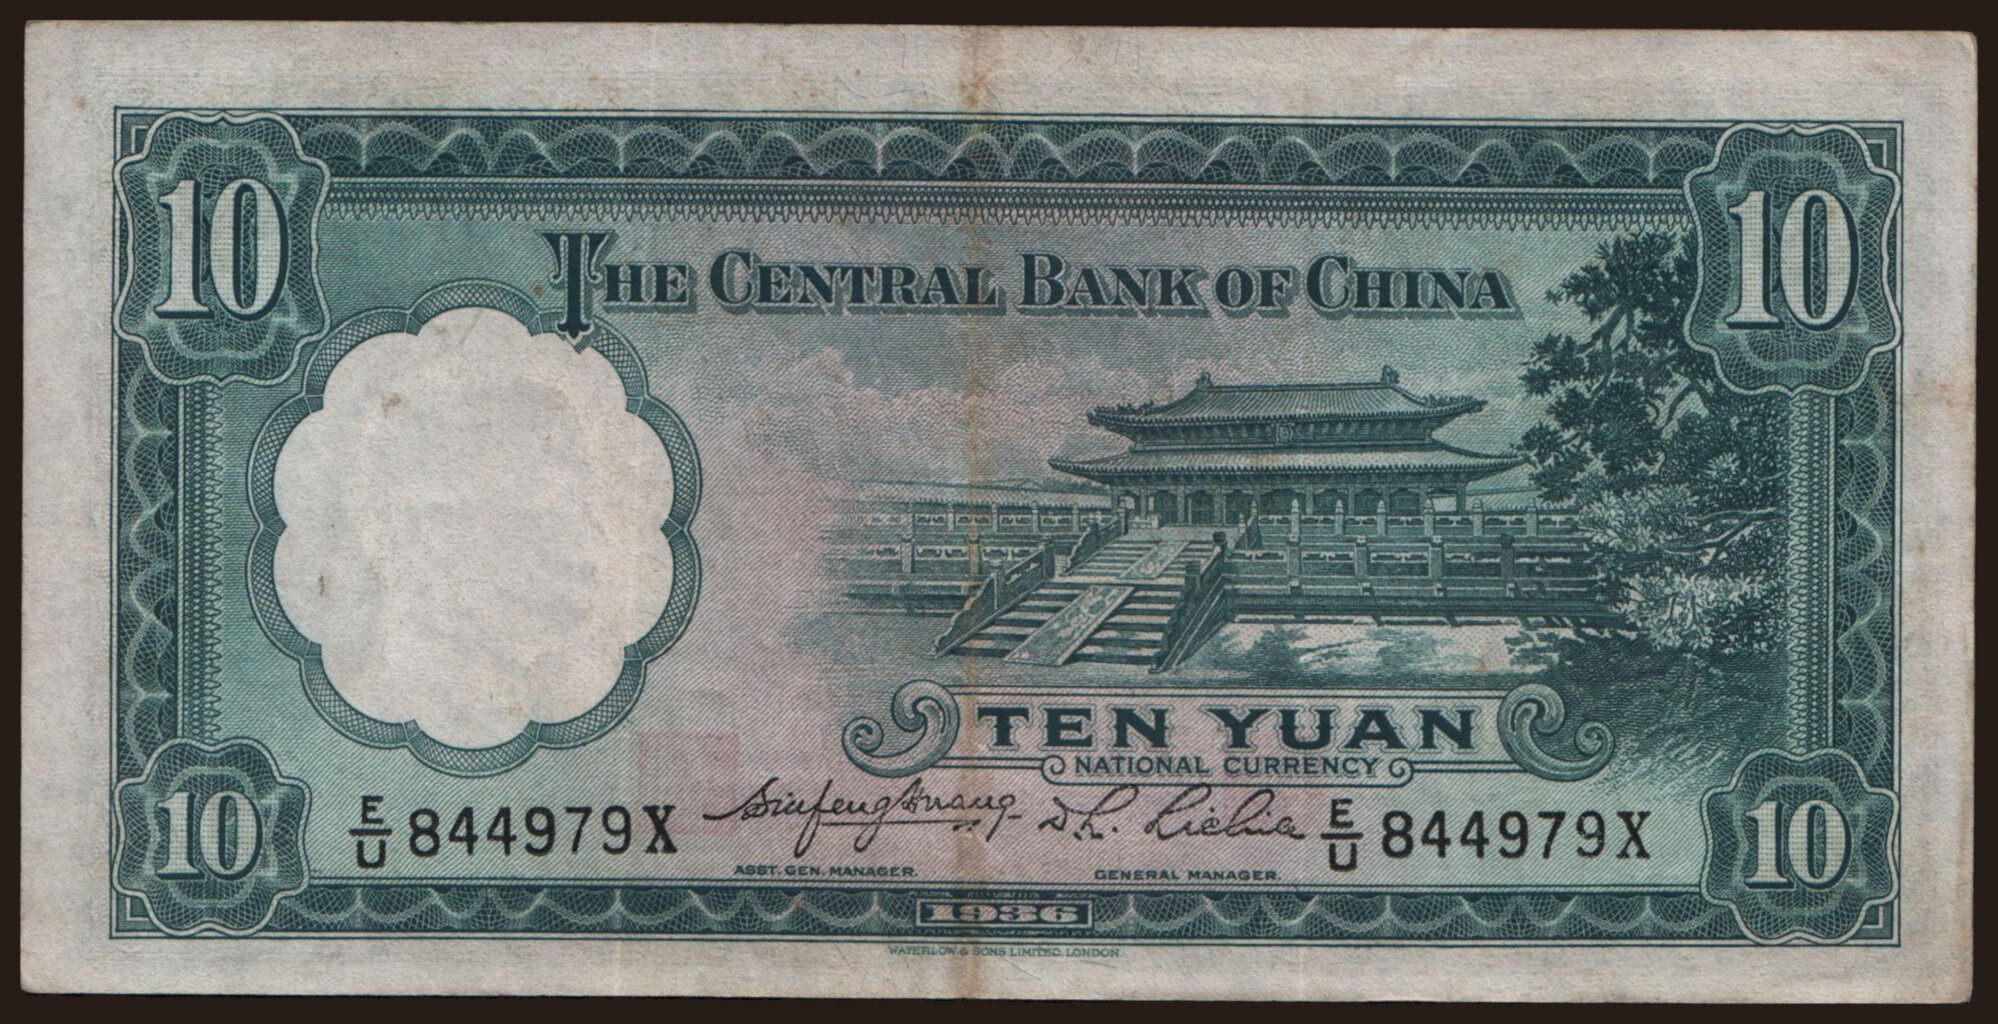 10 10
THE CENTRAL BANK OF CHINA
TEN YUAN
NATIONAL CURRENCY
E/U 844979X E/U 844979X
ASST. GEN. MANAGER. GENERAL MANAGER.
10 10
1936
WATERLOW & SONS LIMITED, LONDON.